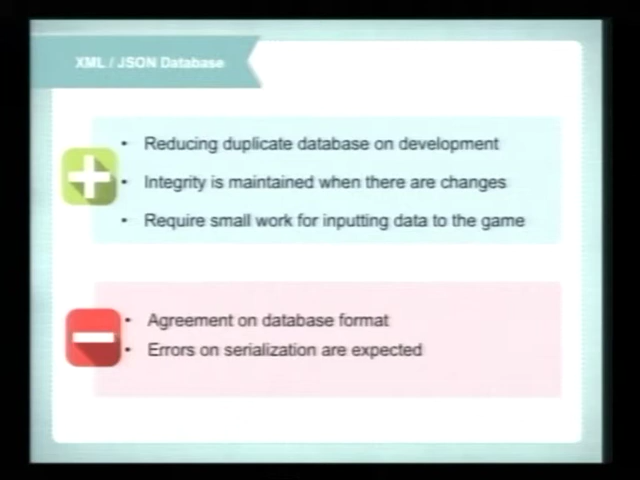 XML / JSON Database
• Reducing duplicate database on development
• Integrity is maintained when there are changes
• Require small work for inputting data to the game
• Agreement on database format
• Errors on serialization are expected